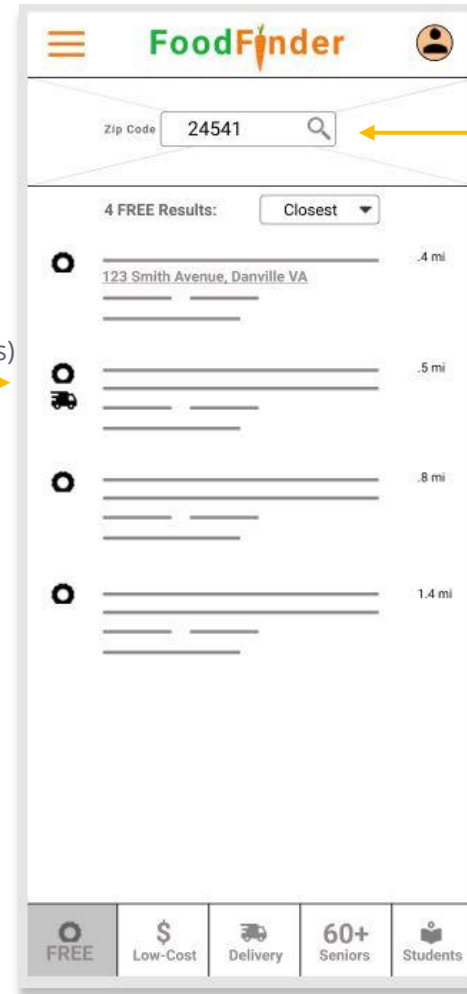 FoodFinder
Zip Code 24541
4 FREE Results: Closest
.4 mi
123 Smith Avenue, Danville VA
s)
.5 mi
.8 mi
1.4 mi
FREE
$ Low-Cost
Delivery
60+ Seniors
Students